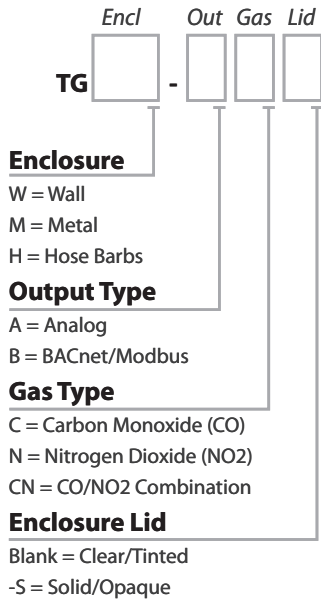 Encl Out Gas Lid
TG -
Enclosure
W = Wall
M = Metal
H = Hose Barbs
Output Type
A = Analog
B = BACnet/Modbus
Gas Type
C = Carbon Monoxide (CO)
N = Nitrogen Dioxide (NO2)
CN = CO/NO2 Combination
Enclosure Lid
Blank = Clear/Tinted
-S = Solid/Opaque